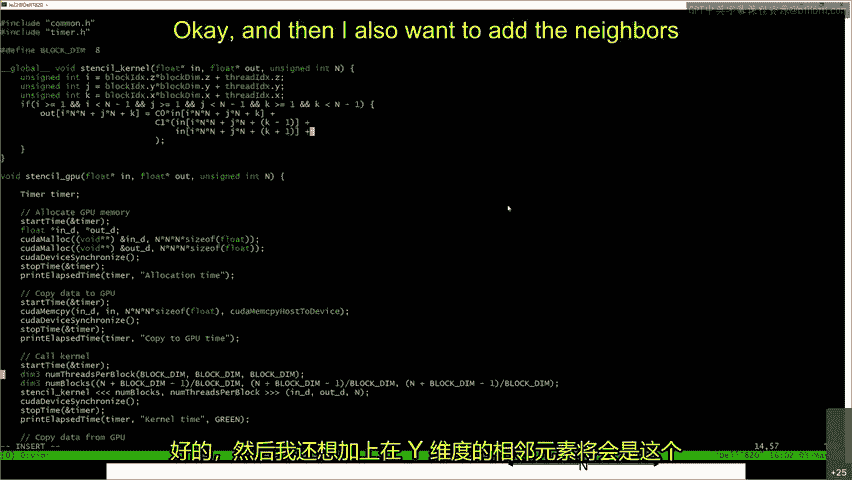 #include "common.h"
#include "timer.h"
Okay, and then I also want to add the neighbors
#define BLOCK_DIM 8
__global__ void stencil_kernel(float* in, float* out, unsigned int N) {
unsigned int i = blockIdx.z*blockDim.z + threadIdx.z;
unsigned int j = blockIdx.y*blockDim.y + threadIdx.y;
unsigned int k = blockIdx.x*blockDim.x + threadIdx.x;
if(i >= 1 && i < N - 1 && j >= 1 && j < N - 1 && k >= 1 && k < N - 1) {
out[i*N*N + j*N + k] = C0*in[i*N*N + j*N + k] +
C1*(in[i*N*N + j*N + (k - 1)] +
in[i*N*N + j*N + (k + 1)] +
);
}
}
void stencil_gpu(float* in, float* out, unsigned int N) {
Timer timer;
// Allocate GPU memory
startTime(&timer);
float *in_d, *out_d;
cudaMalloc((void**) &in_d, N*N*N*sizeof(float));
cudaMalloc((void**) &out_d, N*N*N*sizeof(float));
cudaDeviceSynchronize();
stopTime(&timer);
printElapsedTime(timer, "Allocation time");
// Copy data to GPU
startTime(&timer);
cudaMemcpy(in_d, in, N*N*N*sizeof(float), cudaMemcpyHostToDevice);
cudaDeviceSynchronize();
stopTime(&timer);
printElapsedTime(timer, "Copy to GPU time");
// Call kernel
startTime(&timer);
dim3 numThreadsPerBlock(BLOCK_DIM, BLOCK_DIM, BLOCK_DIM);
dim3 numBlocks((N + BLOCK_DIM - 1)/BLOCK_DIM, (N + BLOCK_DIM - 1)/BLOCK_DIM, (N + BLOCK_DIM - 1)/BLOCK_DIM);
stencil_kernel <<< numBlocks, numThreadsPerBlock >>> (in_d, out_d, N);
cudaDeviceSynchronize();
stopTime(&timer);
printElapsedTime(timer, "Kernel time", GREEN);
// Copy data from GPU
-- INSERT --
14,57
好的，然后我还想加上在 Y 维度的相邻元素将会是这个
N
+25